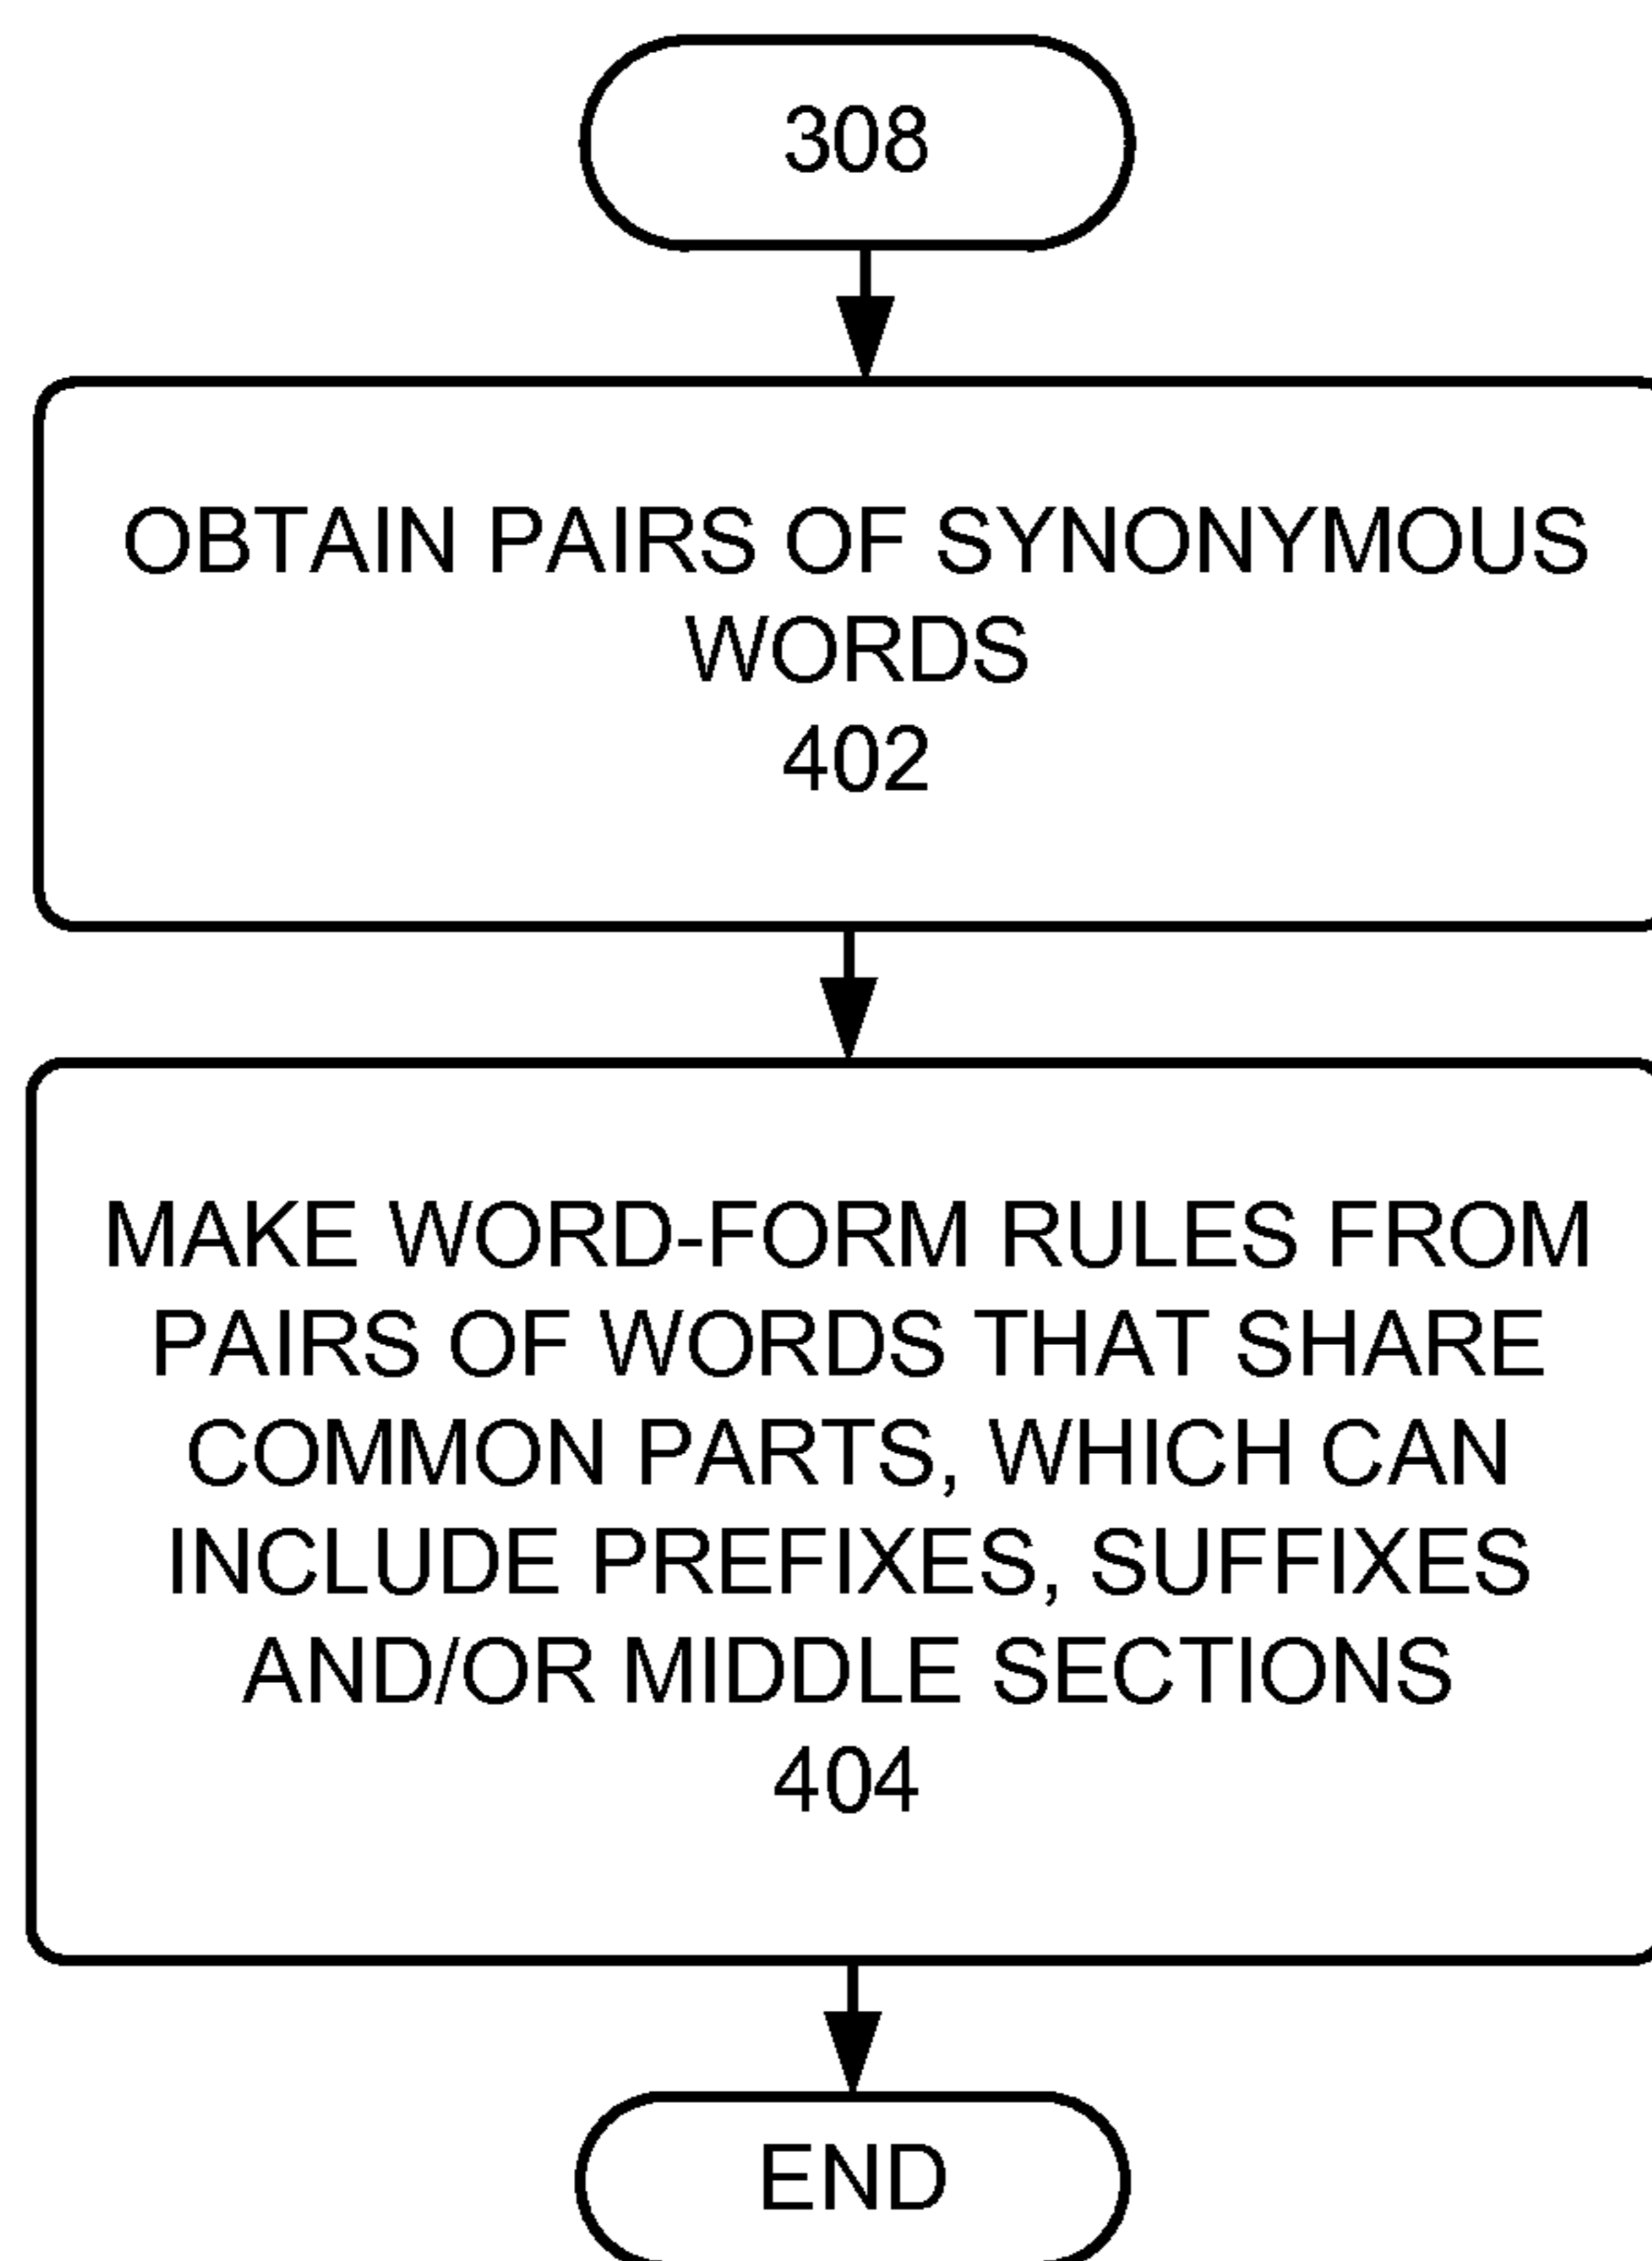 308
OBTAIN PAIRS OF SYNONYMOUS
WORDS
402
MAKE WORD-FORM RULES FROM
PAIRS OF WORDS THAT SHARE
COMMON PARTS, WHICH CAN
INCLUDE PREFIXES, SUFFIXES
AND/OR MIDDLE SECTIONS
404
END